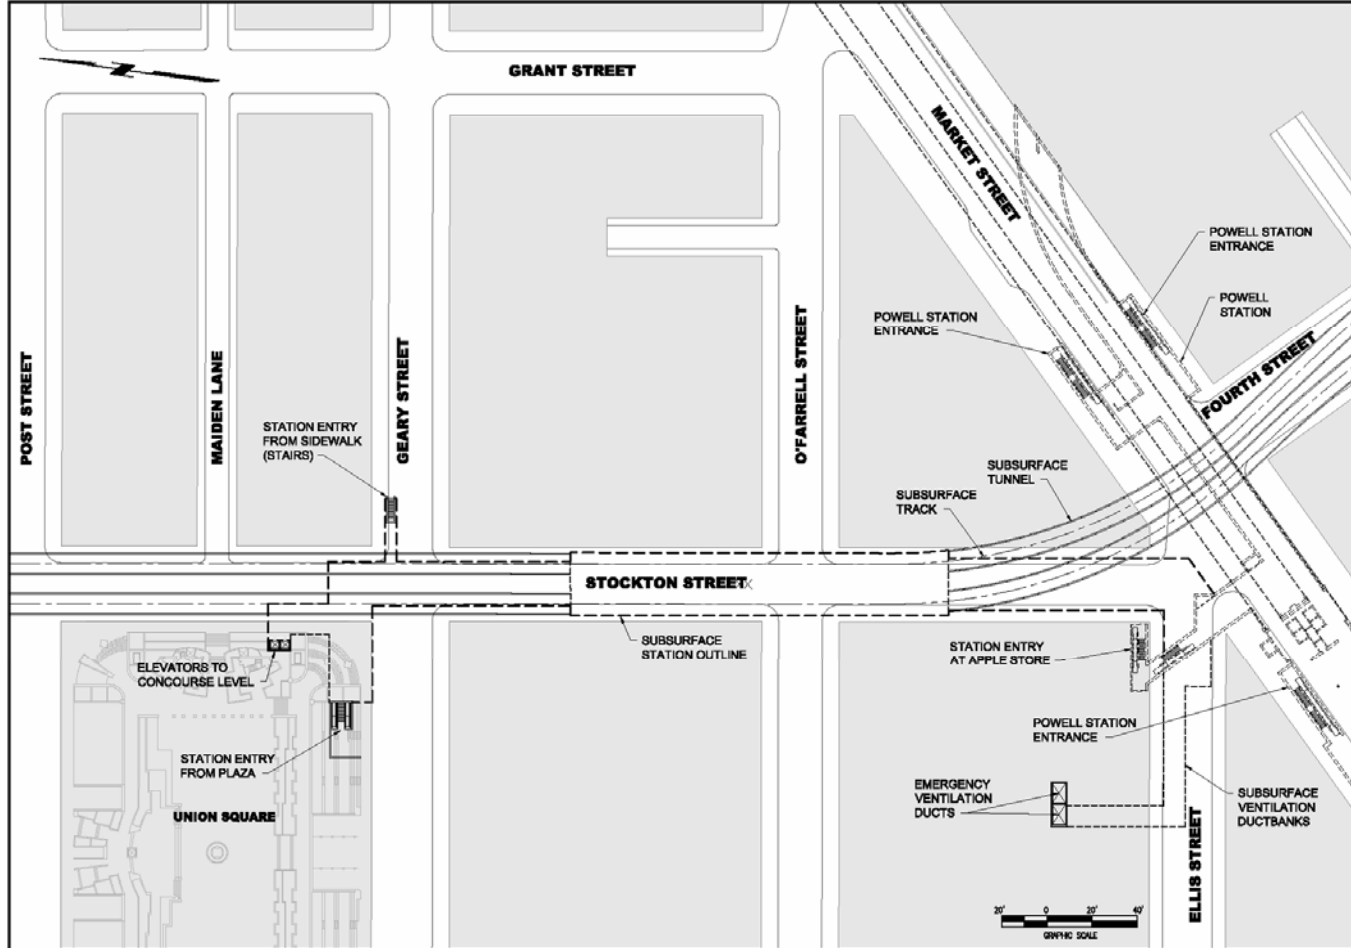 GRANT STREET
MARKET STREET
POWELL STATION
ENTRANCE
POWELL
STATION
POWELL STATION
ENTRANCE
FOURTH STREET
POST STREET
MAIDEN LANE
GEARY STREET
O'FARRELL STREET
STATION ENTRY
FROM SIDEWALK
(STAIRS)
SUBSURFACE
TUNNEL
SUBSURFACE
TRACK
STOCKTON STREET
SUBSURFACE
STATION OUTLINE
STATION ENTRY
AT APPLE STORE
ELEVATORS TO
CONCOURSE LEVEL
POWELL STATION
ENTRANCE
STATION ENTRY
FROM PLAZA
UNION SQUARE
EMERGENCY
VENTILATION
DUCTS
SUBSURFACE
VENTILATION
DUCTBANKS
ELLIS STREET
20' 0 20' 40'
GRAPHIC SCALE